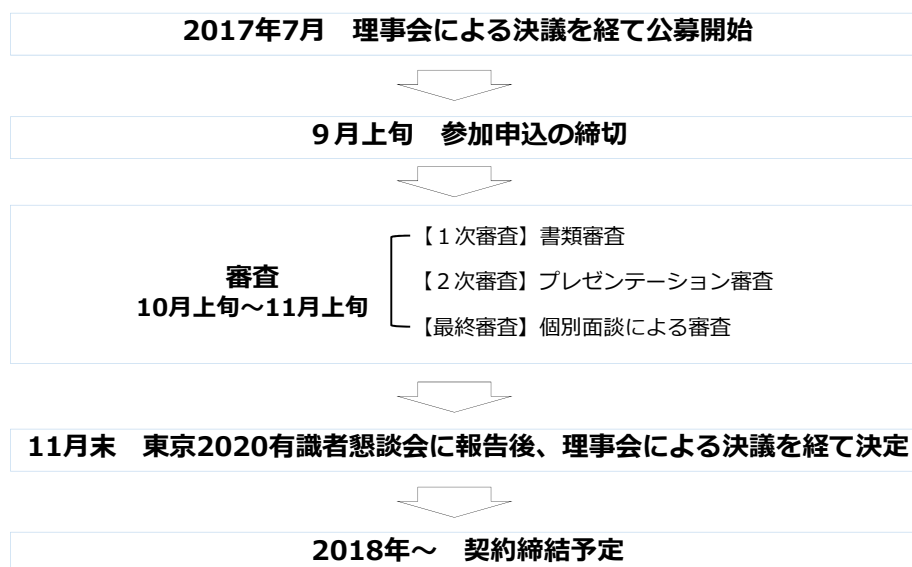 2017年7月　理事会による決議を経て公募開始
９月上旬　参加申込の締切
審査
10月上旬～11月上旬
【１次審査】書類審査
【２次審査】プレゼンテーション審査
【最終審査】個別面談による審査
11月末　東京2020有識者懇談会に報告後、理事会による決議を経て決定
2018年～　契約締結予定